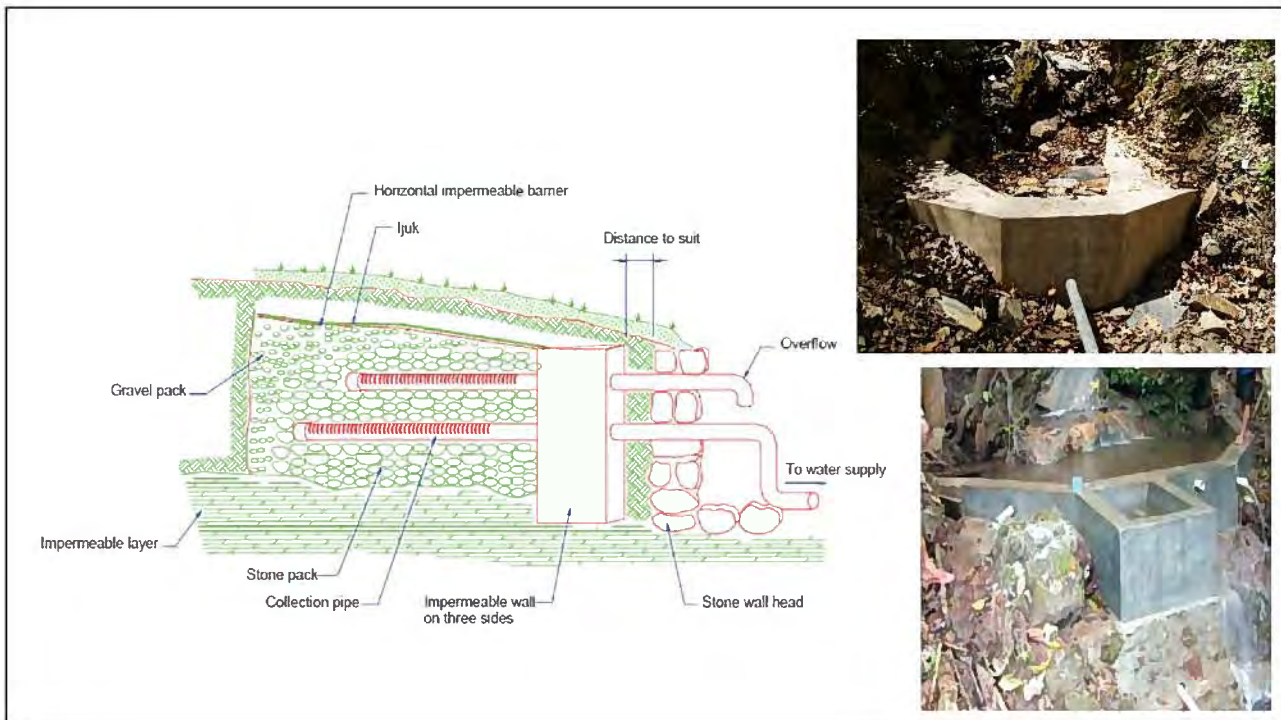 Horizontal impermeable barrier
Ijuk
Distance to suit
Overflow
Gravel pack
To water supply
Impermeable layer
Stone pack
Collection pipe
Impermeable wall
on three sides
Stone wall head